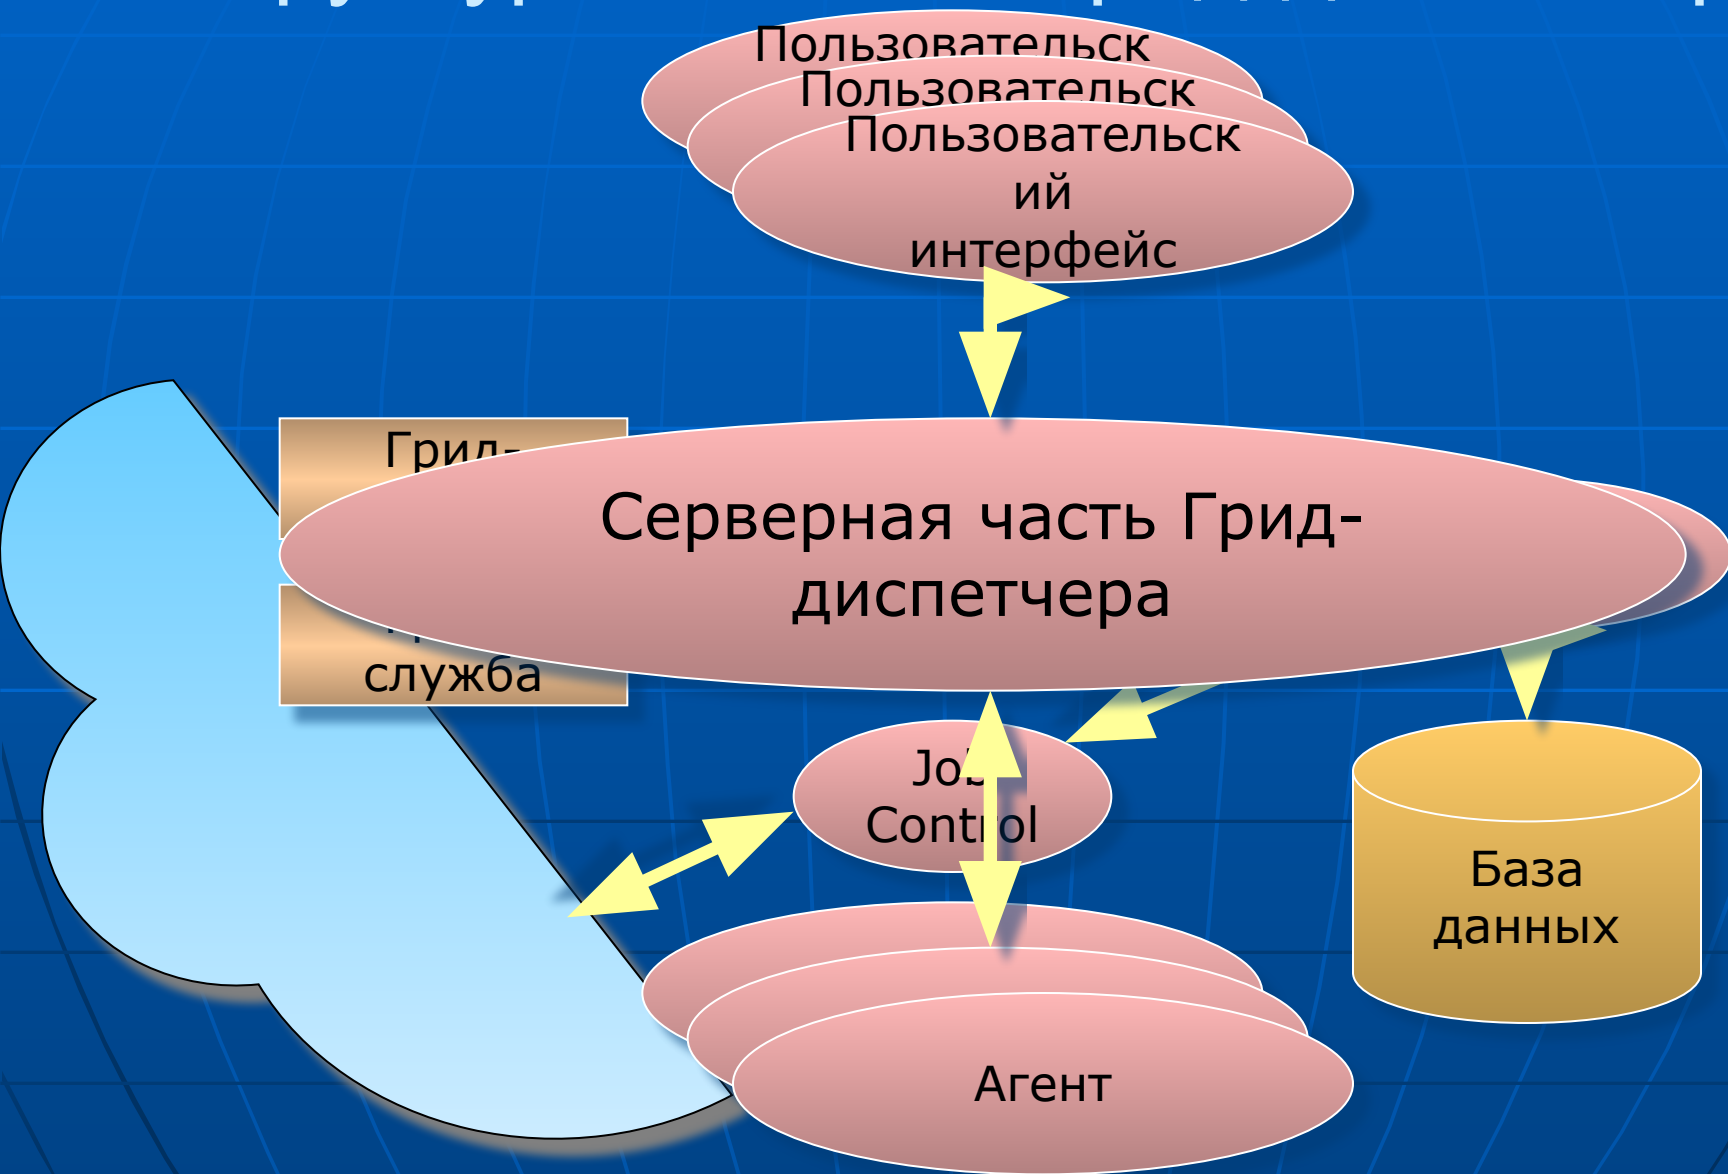 Пользовательск
Пользовательск
Пользовательск
ий
интерфейс
Грид-
Серверная часть Грид-
диспетчера
служба
Job
Control
База
данных
Агент